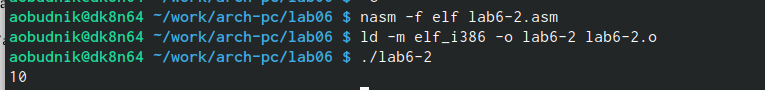 aobudnik@dk8n64 ~/work/arch-pc/lab06 $ nasm -f elf lab6-2.asm
aobudnik@dk8n64 ~/work/arch-pc/lab06 $ ld -m elf_i386 -o lab6-2 lab6-2.o
aobudnik@dk8n64 ~/work/arch-pc/lab06 $ ./lab6-2
10